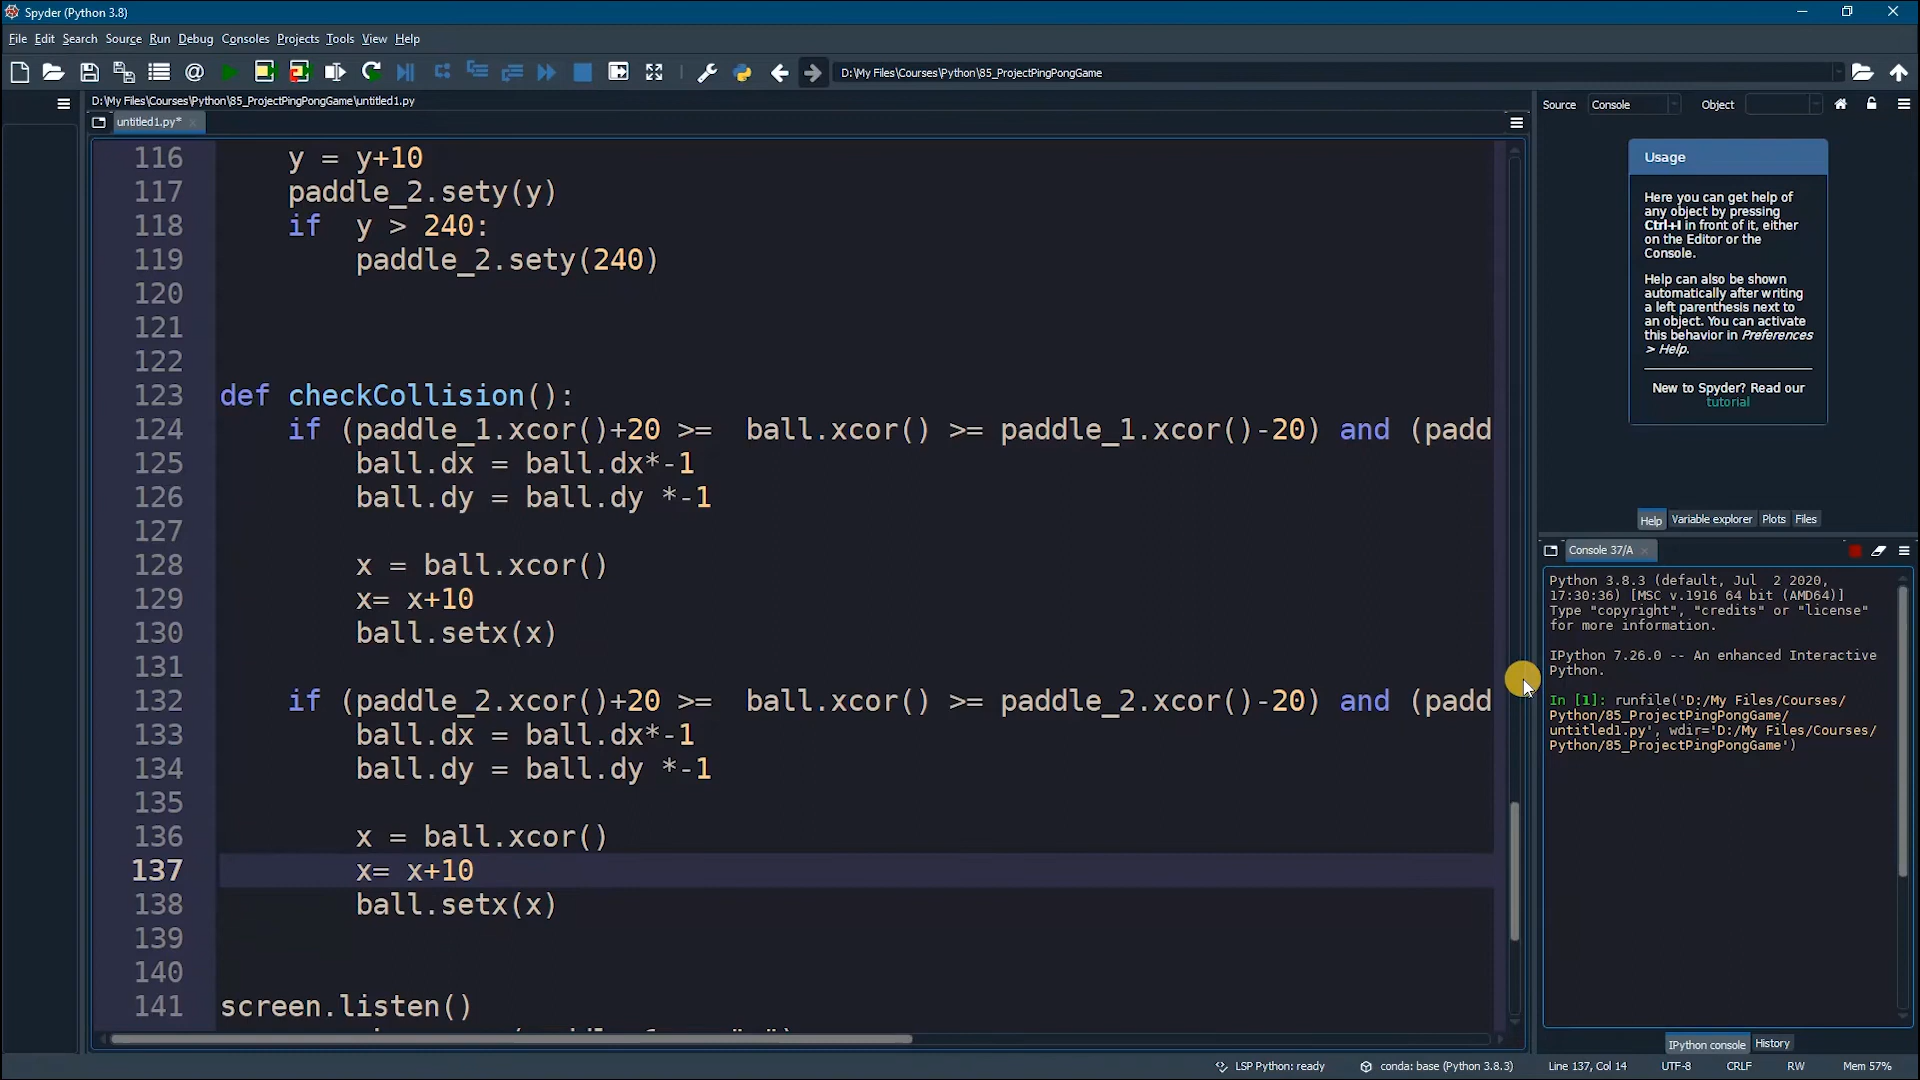 Spyder (Python 3.8)
File Edit Search Source Run Debug Consoles Projects Tools View Help
D:\My Files\Courses\Python\85_ProjectPingPongGame
D:\My Files\Courses\Python\85_ProjectPingPongGame\untitled1.py
untitled1.py*
116 y = y+10
117 paddle_2.sety(y)
118 if  y > 240:
119 paddle_2.sety(240)
120
121
122
123 def checkCollision():
124 if (paddle_1.xcor()+20 >=  ball.xcor() >= paddle_1.xcor()-20) and (padd
125 ball.dx = ball.dx*-1
126 ball.dy = ball.dy *-1
127
128 x = ball.xcor()
129 x= x+10
130 ball.setx(x)
131
132 if (paddle_2.xcor()+20 >=  ball.xcor() >= paddle_2.xcor()-20) and (padd
133 ball.dx = ball.dx*-1
134 ball.dy = ball.dy *-1
135
136 x = ball.xcor()
137 x= x+10
138 ball.setx(x)
139
140
141 screen.listen()
Source Console Object
Usage
Here you can get help of
any object by pressing
Ctrl+I in front of it, either
on the Editor or the
Console.
Help can also be shown
automatically after writing
a left parenthesis next to
an object. You can activate
this behavior in Preferences
> Help.
New to Spyder? Read our
tutorial
Help Variable explorer Plots Files
Console 37/A
Python 3.8.3 (default, Jul  2 2020,
17:30:36) [MSC v.1916 64 bit (AMD64)]
Type "copyright", "credits" or "license"
for more information.
IPython 7.26.0 -- An enhanced Interactive
Python.
In [1]: runfile('D:/My Files/Courses/
Python/85_ProjectPingPongGame/
untitled1.py', wdir='D:/My Files/Courses/
Python/85_ProjectPingPongGame')
IPython console History
LSP Python: ready conda: base (Python 3.8.3) Line 137, Col 14 UTF-8 CRLF RW Mem 57%